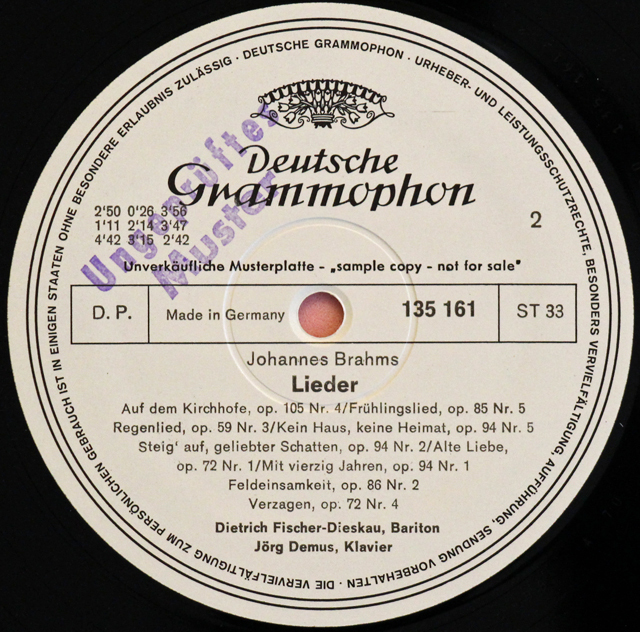 DIE VERVIELFÄLTIGUNG ZUM PERSÖNLICHEN GEBRAUCH IST IN EINIGEN STAATEN OHNE BESONDERE ERLAUBNIS ZULÄSSIG · DEUTSCHE GRAMMOPHON · URHEBER- UND LEISTUNGSSCHUTZRECHTE, BESONDERS VERVIELFÄLTIGUNG, AUFFÜHRUNG, SENDUNG VORBEHALTEN ·
Deutsche
Grammophon
Ungeprüftes
Muster
2'50 0'26 3'56
1'11 2'14 3'47
4'42 3'15 2'42
2
Unverkäufliche Musterplatte - „sample copy - not for sale"
D. P. Made in Germany 135 161 ST 33
Johannes Brahms
Lieder
Auf dem Kirchhofe, op. 105 Nr. 4/Frühlingslied, op. 85 Nr. 5
Regenlied, op. 59 Nr. 3/Kein Haus, keine Heimat, op. 94 Nr. 5
Steig' auf, geliebter Schatten, op. 94 Nr. 2/Alte Liebe,
op. 72 Nr. 1/Mit vierzig Jahren, op. 94 Nr. 1
Feldeinsamkeit, op. 86 Nr. 2
Verzagen, op. 72 Nr. 4
Dietrich Fischer-Dieskau, Bariton
Jörg Demus, Klavier